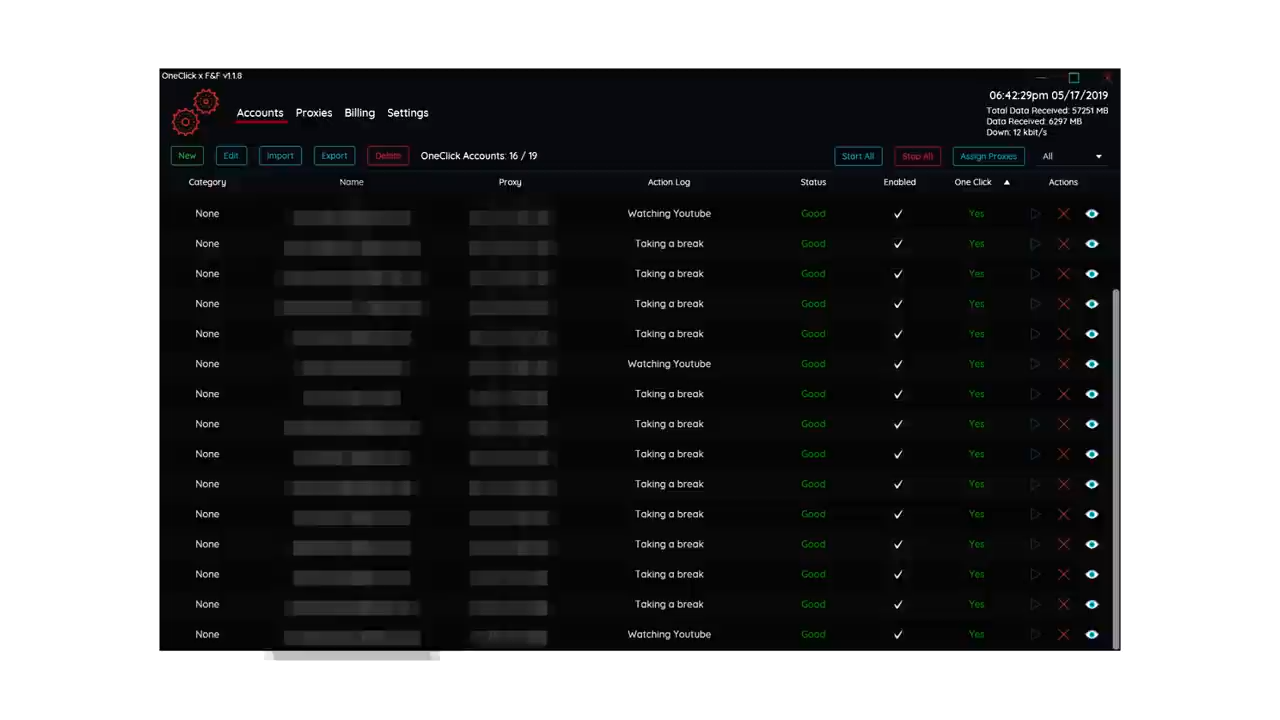 OneClick x F&F v1.1.8
06:42:29pm 05/17/2019
Accounts Proxies Billing Settings
Total Data Received: 57251 MB
Data Received: 6297 MB
Down: 12 kbit/s
New Edit Import Export Delete OneClick Accounts: 16 / 19 Start All Stop All Assign Proxies All
Category Name Proxy Action Log Status Enabled One Click Actions
None Watching Youtube Good Yes
None Taking a break Good Yes
None Taking a break Good Yes
None Taking a break Good Yes
None Taking a break Good Yes
None Watching Youtube Good Yes
None Taking a break Good Yes
None Taking a break Good Yes
None Taking a break Good Yes
None Taking a break Good Yes
None Taking a break Good Yes
None Taking a break Good Yes
None Taking a break Good Yes
None Taking a break Good Yes
None Watching Youtube Good Yes